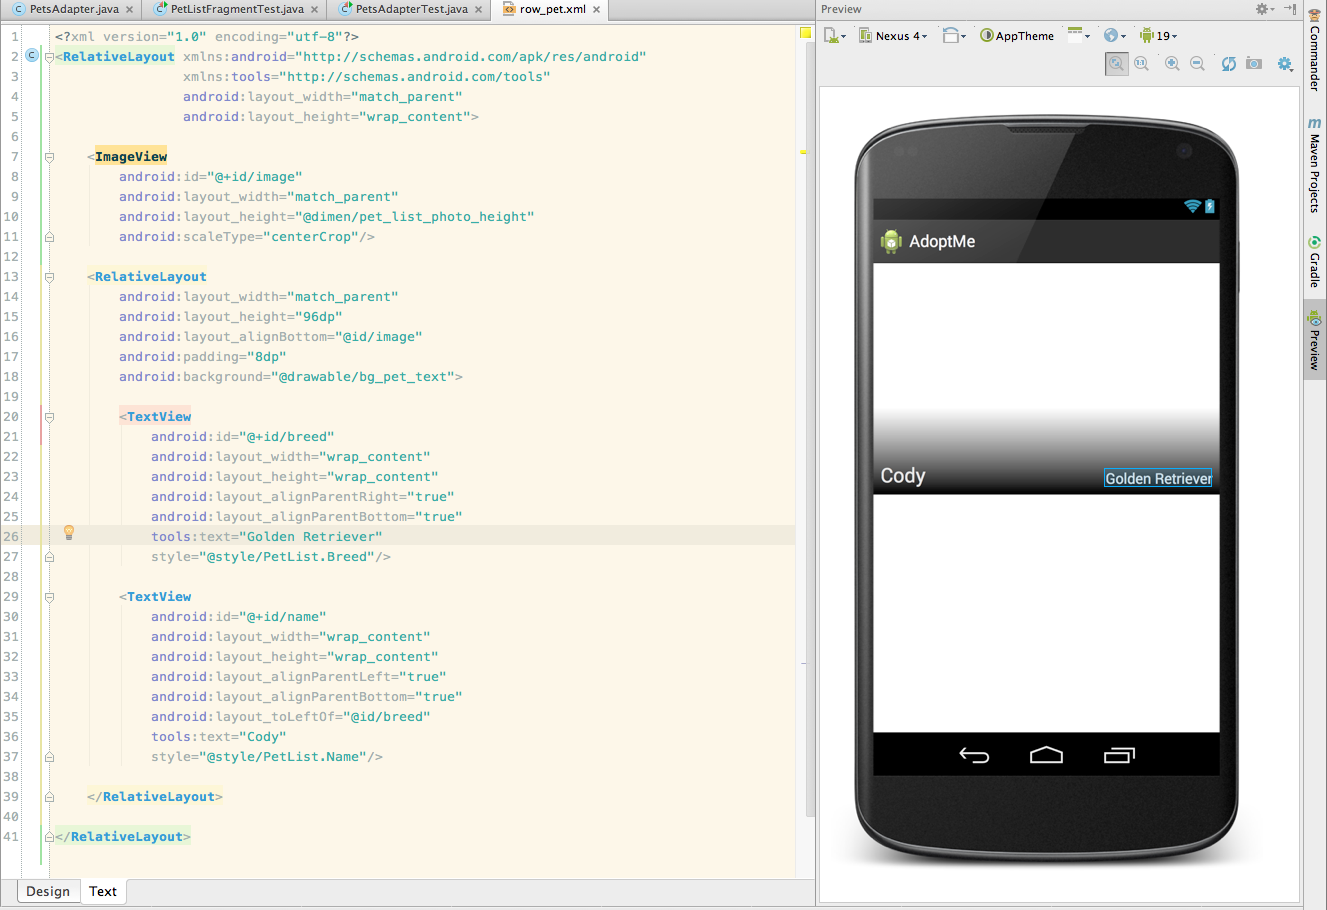 PetsAdapter.java × PetListFragmentTest.java × PetsAdapterTest.java × row_pet.xml ×
1 <?xml version="1.0" encoding="utf-8"?>
2 <RelativeLayout xmlns:android="http://schemas.android.com/apk/res/android"
3 xmlns:tools="http://schemas.android.com/tools"
4 android:layout_width="match_parent"
5 android:layout_height="wrap_content">
6
7 <ImageView
8 android:id="@+id/image"
9 android:layout_width="match_parent"
10 android:layout_height="@dimen/pet_list_photo_height"
11 android:scaleType="centerCrop"/>
12
13 <RelativeLayout
14 android:layout_width="match_parent"
15 android:layout_height="96dp"
16 android:layout_alignBottom="@id/image"
17 android:padding="8dp"
18 android:background="@drawable/bg_pet_text">
19
20 <TextView
21 android:id="@+id/breed"
22 android:layout_width="wrap_content"
23 android:layout_height="wrap_content"
24 android:layout_alignParentRight="true"
25 android:layout_alignParentBottom="true"
26 tools:text="Golden Retriever"
27 style="@style/PetList.Breed"/>
28
29 <TextView
30 android:id="@+id/name"
31 android:layout_width="wrap_content"
32 android:layout_height="wrap_content"
33 android:layout_alignParentLeft="true"
34 android:layout_alignParentBottom="true"
35 android:layout_toLeftOf="@id/breed"
36 tools:text="Cody"
37 style="@style/PetList.Name"/>
38
39 </RelativeLayout>
40
41 </RelativeLayout>
Design Text
Preview
Nexus 4 AppTheme 19
1:1
AdoptMe
Cody Golden Retriever
Commander
Maven Projects
Gradle
Preview